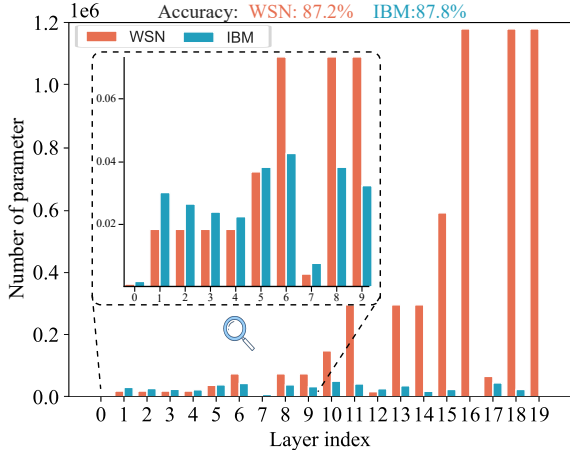 1e6 Accuracy: WSN: 87.2% IBM:87.8%
WSN IBM
Number of parameter
1.2
1.0
0.8
0.6
0.4
0.2
0.0
0.06
0.04
0.02
0 1 2 3 4 5 6 7 8 9
0 1 2 3 4 5 6 7 8 9 10 11 12 13 14 15 16 17 18 19
Layer index